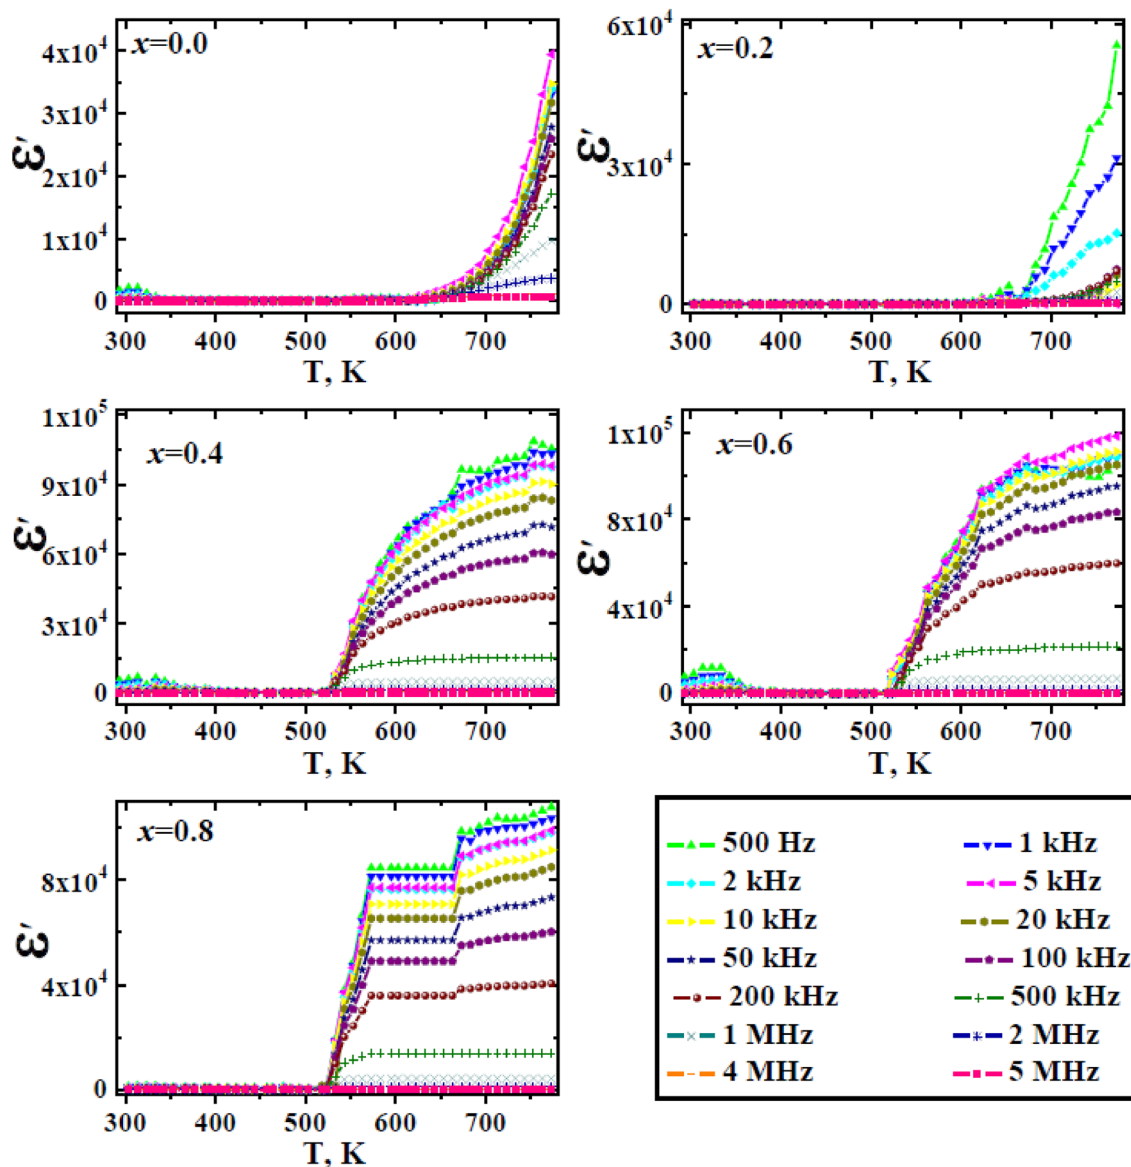 x=0.0
4x10⁴
3x10⁴
2x10⁴
1x10⁴
0
ε'
300 400 500 600 700
T, K
x=0.2
6x10⁴
3x10⁴
0
ε'
300 400 500 600 700
T, K
x=0.4
1x10⁵
9x10⁴
6x10⁴
3x10⁴
0
ε'
300 400 500 600 700
T, K
x=0.6
1x10⁵
8x10⁴
4x10⁴
0
ε'
300 400 500 600 700
T, K
x=0.8
8x10⁴
4x10⁴
0
ε'
300 400 500 600 700
T, K
500 Hz 1 kHz
2 kHz 5 kHz
10 kHz 20 kHz
50 kHz 100 kHz
200 kHz 500 kHz
1 MHz 2 MHz
4 MHz 5 MHz